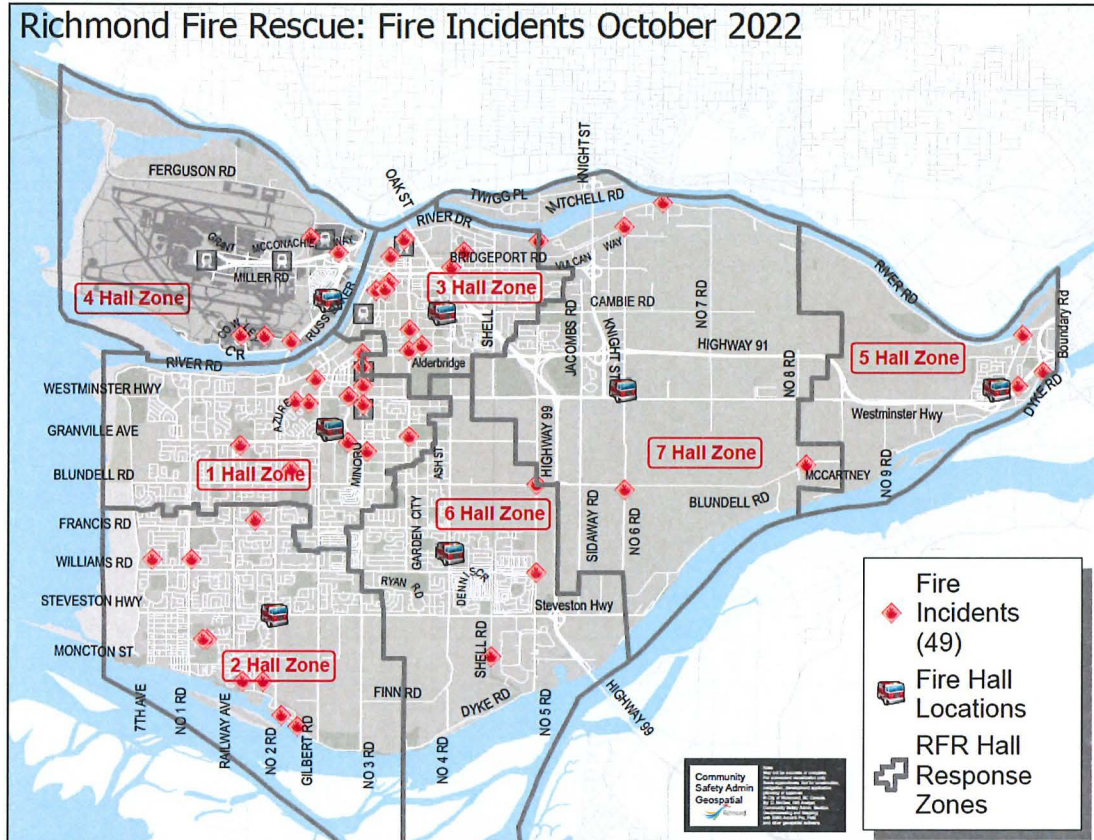 Richmond Fire Rescue: Fire Incidents October 2022
FERGUSON RD
OAK ST
TWIGG PL
KNIGHT ST
MITCHELL RD
RIVER DR
GRANT
MCCONACHIE
WAY
MILLER RD
BRIDGEPORT RD
VULCAN
WAY
4 Hall Zone
3 Hall Zone
SHELL
CAMBIE RD
NO 7 RD
RIVER RD
Boundary Rd
RIVER RD
JACOBS RD
HIGHWAY 91
5 Hall Zone
Alderbridge
KNIGHT ST
NO 8 RD
DYKE RD
WESTMINSTER HWY
AZURE
Westminster Hwy
GRANVILLE AVE
MINORU
ASH ST
HIGHWAY 99
7 Hall Zone
NO 9 RD
BLUNDELL RD
1 Hall Zone
MCCARTNEY
BLUNDELL RD
FRANCIS RD
GARDEN CITY
6 Hall Zone
SIDAWAY RD
NO 6 RD
WILLIAMS RD
RYAN RD
STEVESTON HWY
Steveston Hwy
MONCTON ST
2 Hall Zone
SHELL RD
FINN RD
DYKE RD
HIGHWAY 99
7TH AVE
NO 1 RD
RAILWAY AVE
NO 2 RD
GILBERT RD
NO 3 RD
NO 4 RD
NO 5 RD
Fire
Incidents
(49)
Fire Hall
Locations
RFR Hall
Response
Zones
Community
Safety Admin
Geospatial
Richmond